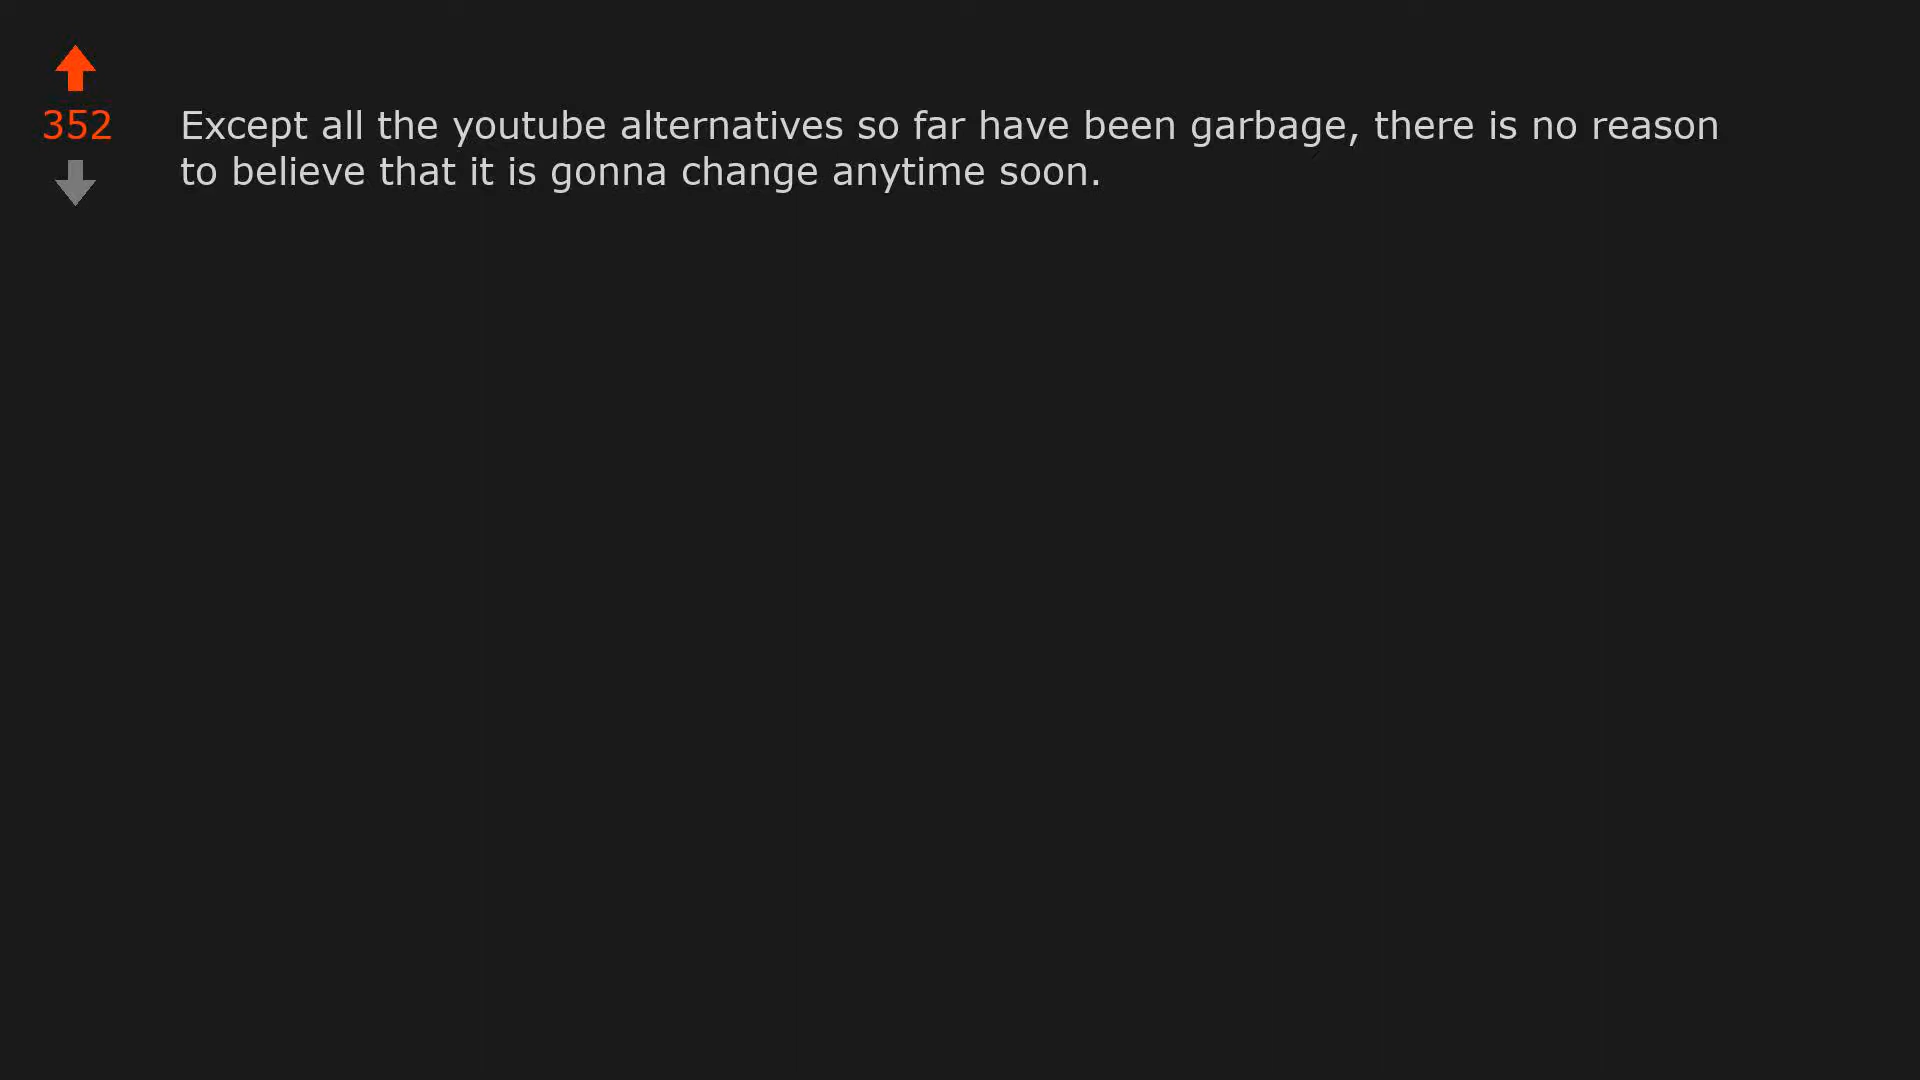 352
Except all the youtube alternatives so far have been garbage, there is no reason
to believe that it is gonna change anytime soon.